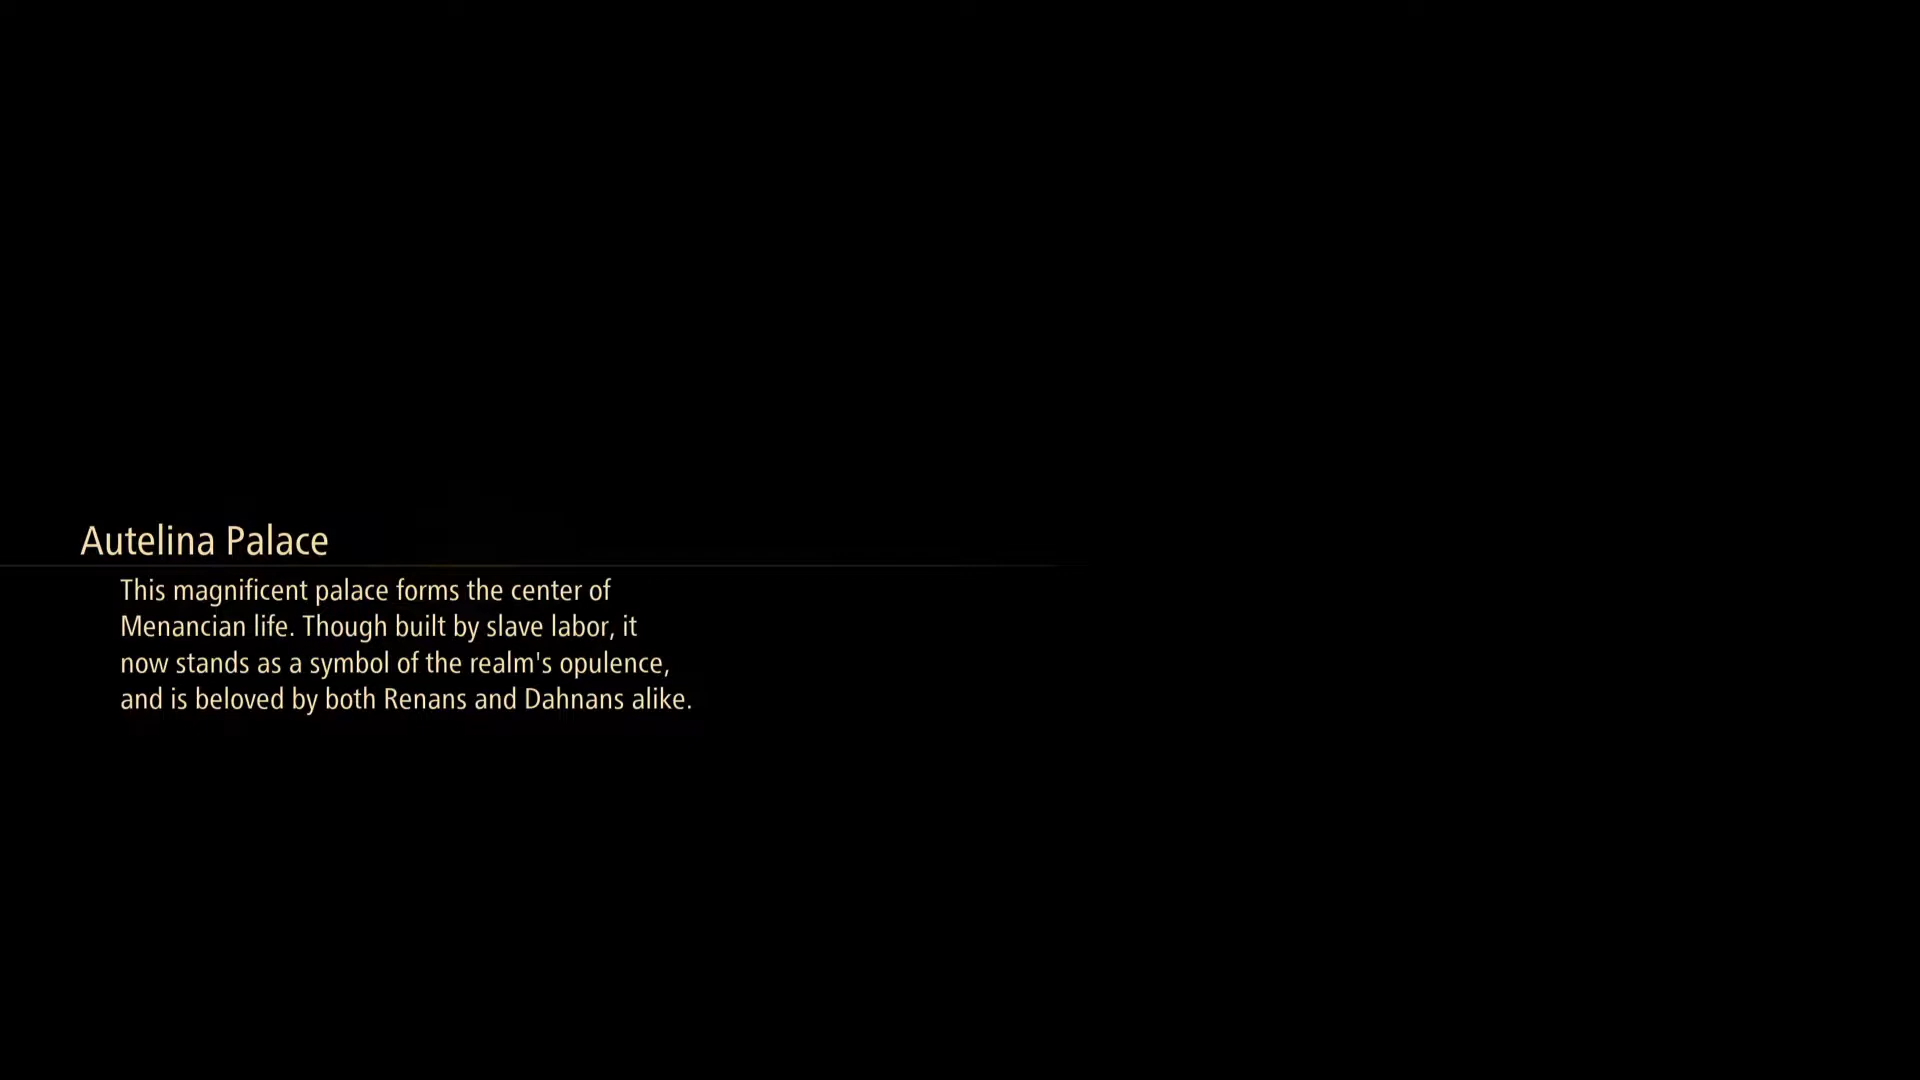 Autelina Palace
This magnificent palace forms the center of
Menancian life. Though built by slave labor, it
now stands as a symbol of the realm's opulence,
and is beloved by both Renans and Dahnans alike.